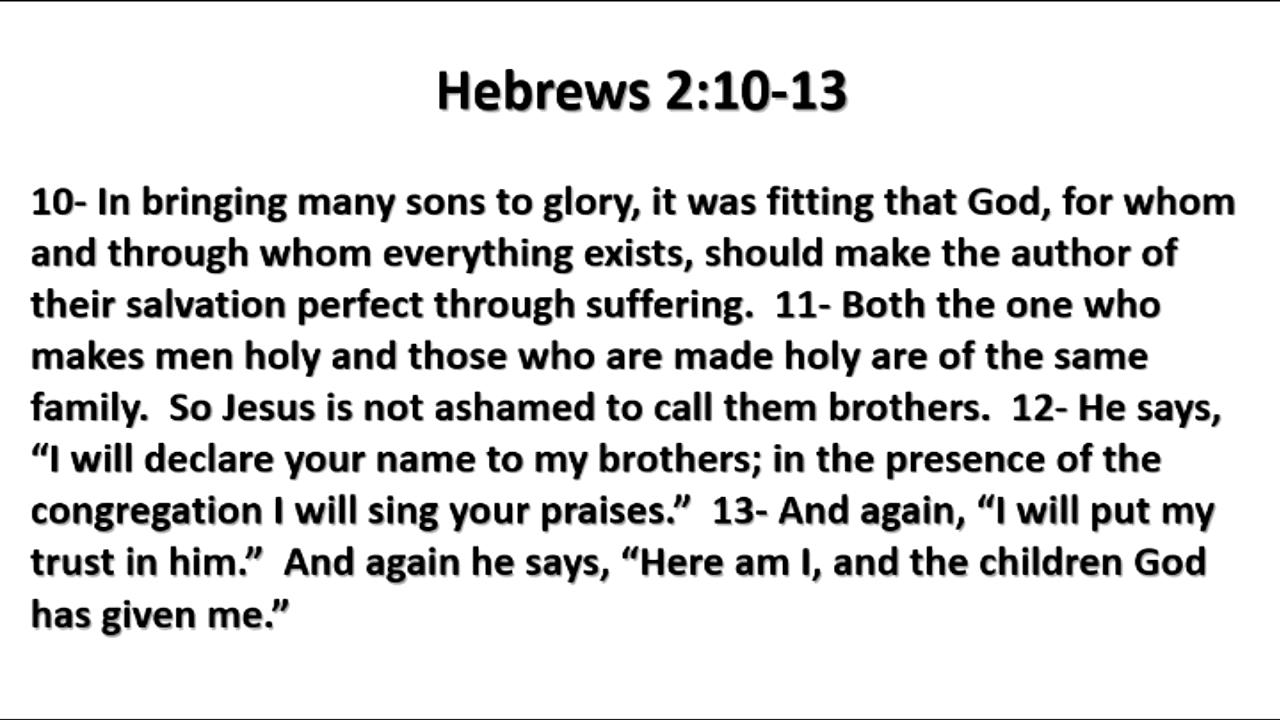 Hebrews 2:10-13
10- In bringing many sons to glory, it was fitting that God, for whom
and through whom everything exists, should make the author of
their salvation perfect through suffering.  11- Both the one who
makes men holy and those who are made holy are of the same
family.  So Jesus is not ashamed to call them brothers.  12- He says,
“I will declare your name to my brothers; in the presence of the
congregation I will sing your praises.”  13- And again, “I will put my
trust in him.”  And again he says, “Here am I, and the children God
has given me.”